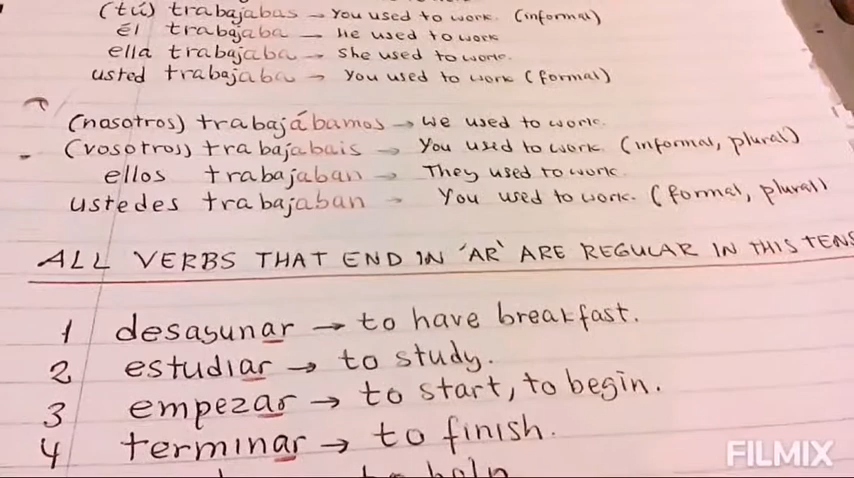 (tú) trabajabas → You used to work. (informal)
él trabajaba → He used to work
ella trabajaba → She used to work.
usted trabajaba → You used to work (formal)
(nosotros) trabajábamos → We used to work.
(vosotros) trabajabais → You used to work. (informal, plural)
ellos trabajaban → They used to work
ustedes trabajaban → You used to work. (formal, plural)
ALL VERBS THAT END IN 'AR' ARE REGULAR IN THIS TENS
1 desayunar → to have breakfast.
2 estudiar → to study.
3 empezar → to start, to begin.
4 terminar → to finish.
to help
FILMIX